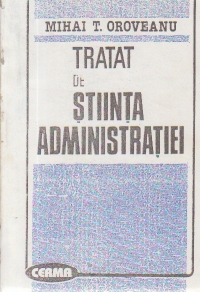 MIHAI T. OROVEANU
TRATAT
DE
ŞTIINŢA
ADMINISTRAŢIEI
CERMA